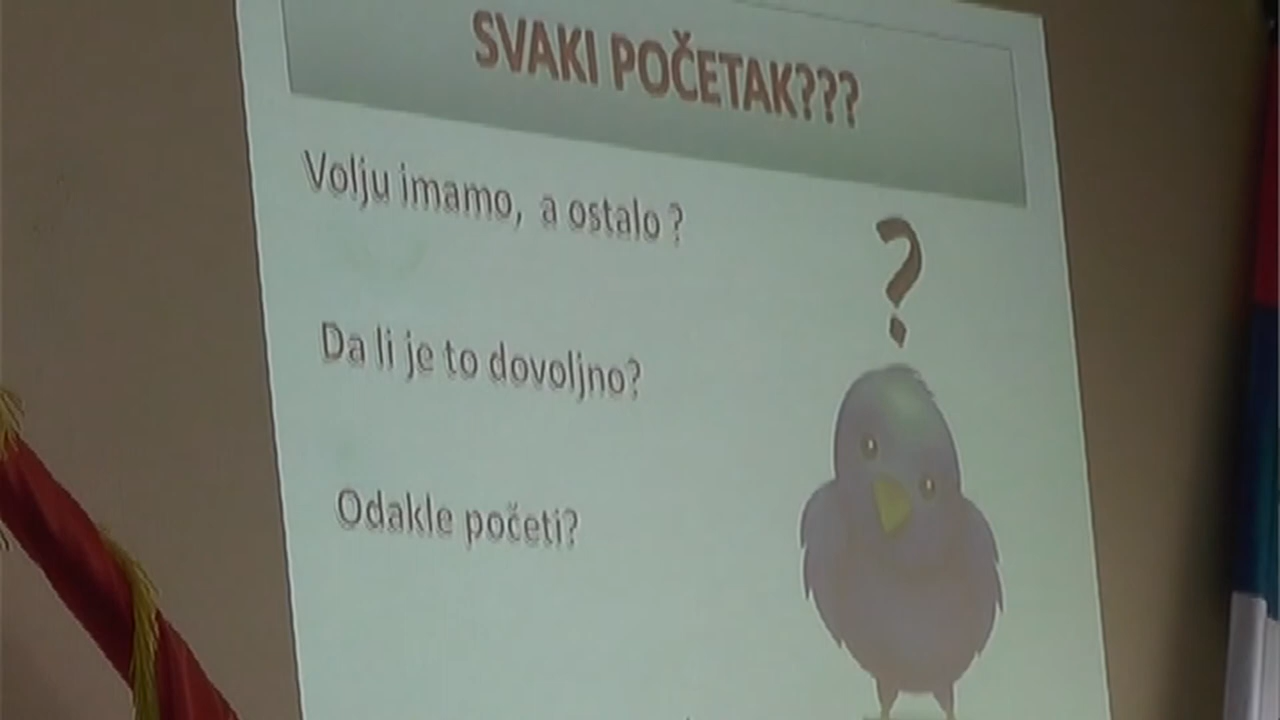 SVAKI POČETAK???
Volju imamo, a ostalo ?
?
Da li je to dovoljno?
Odakle početi?